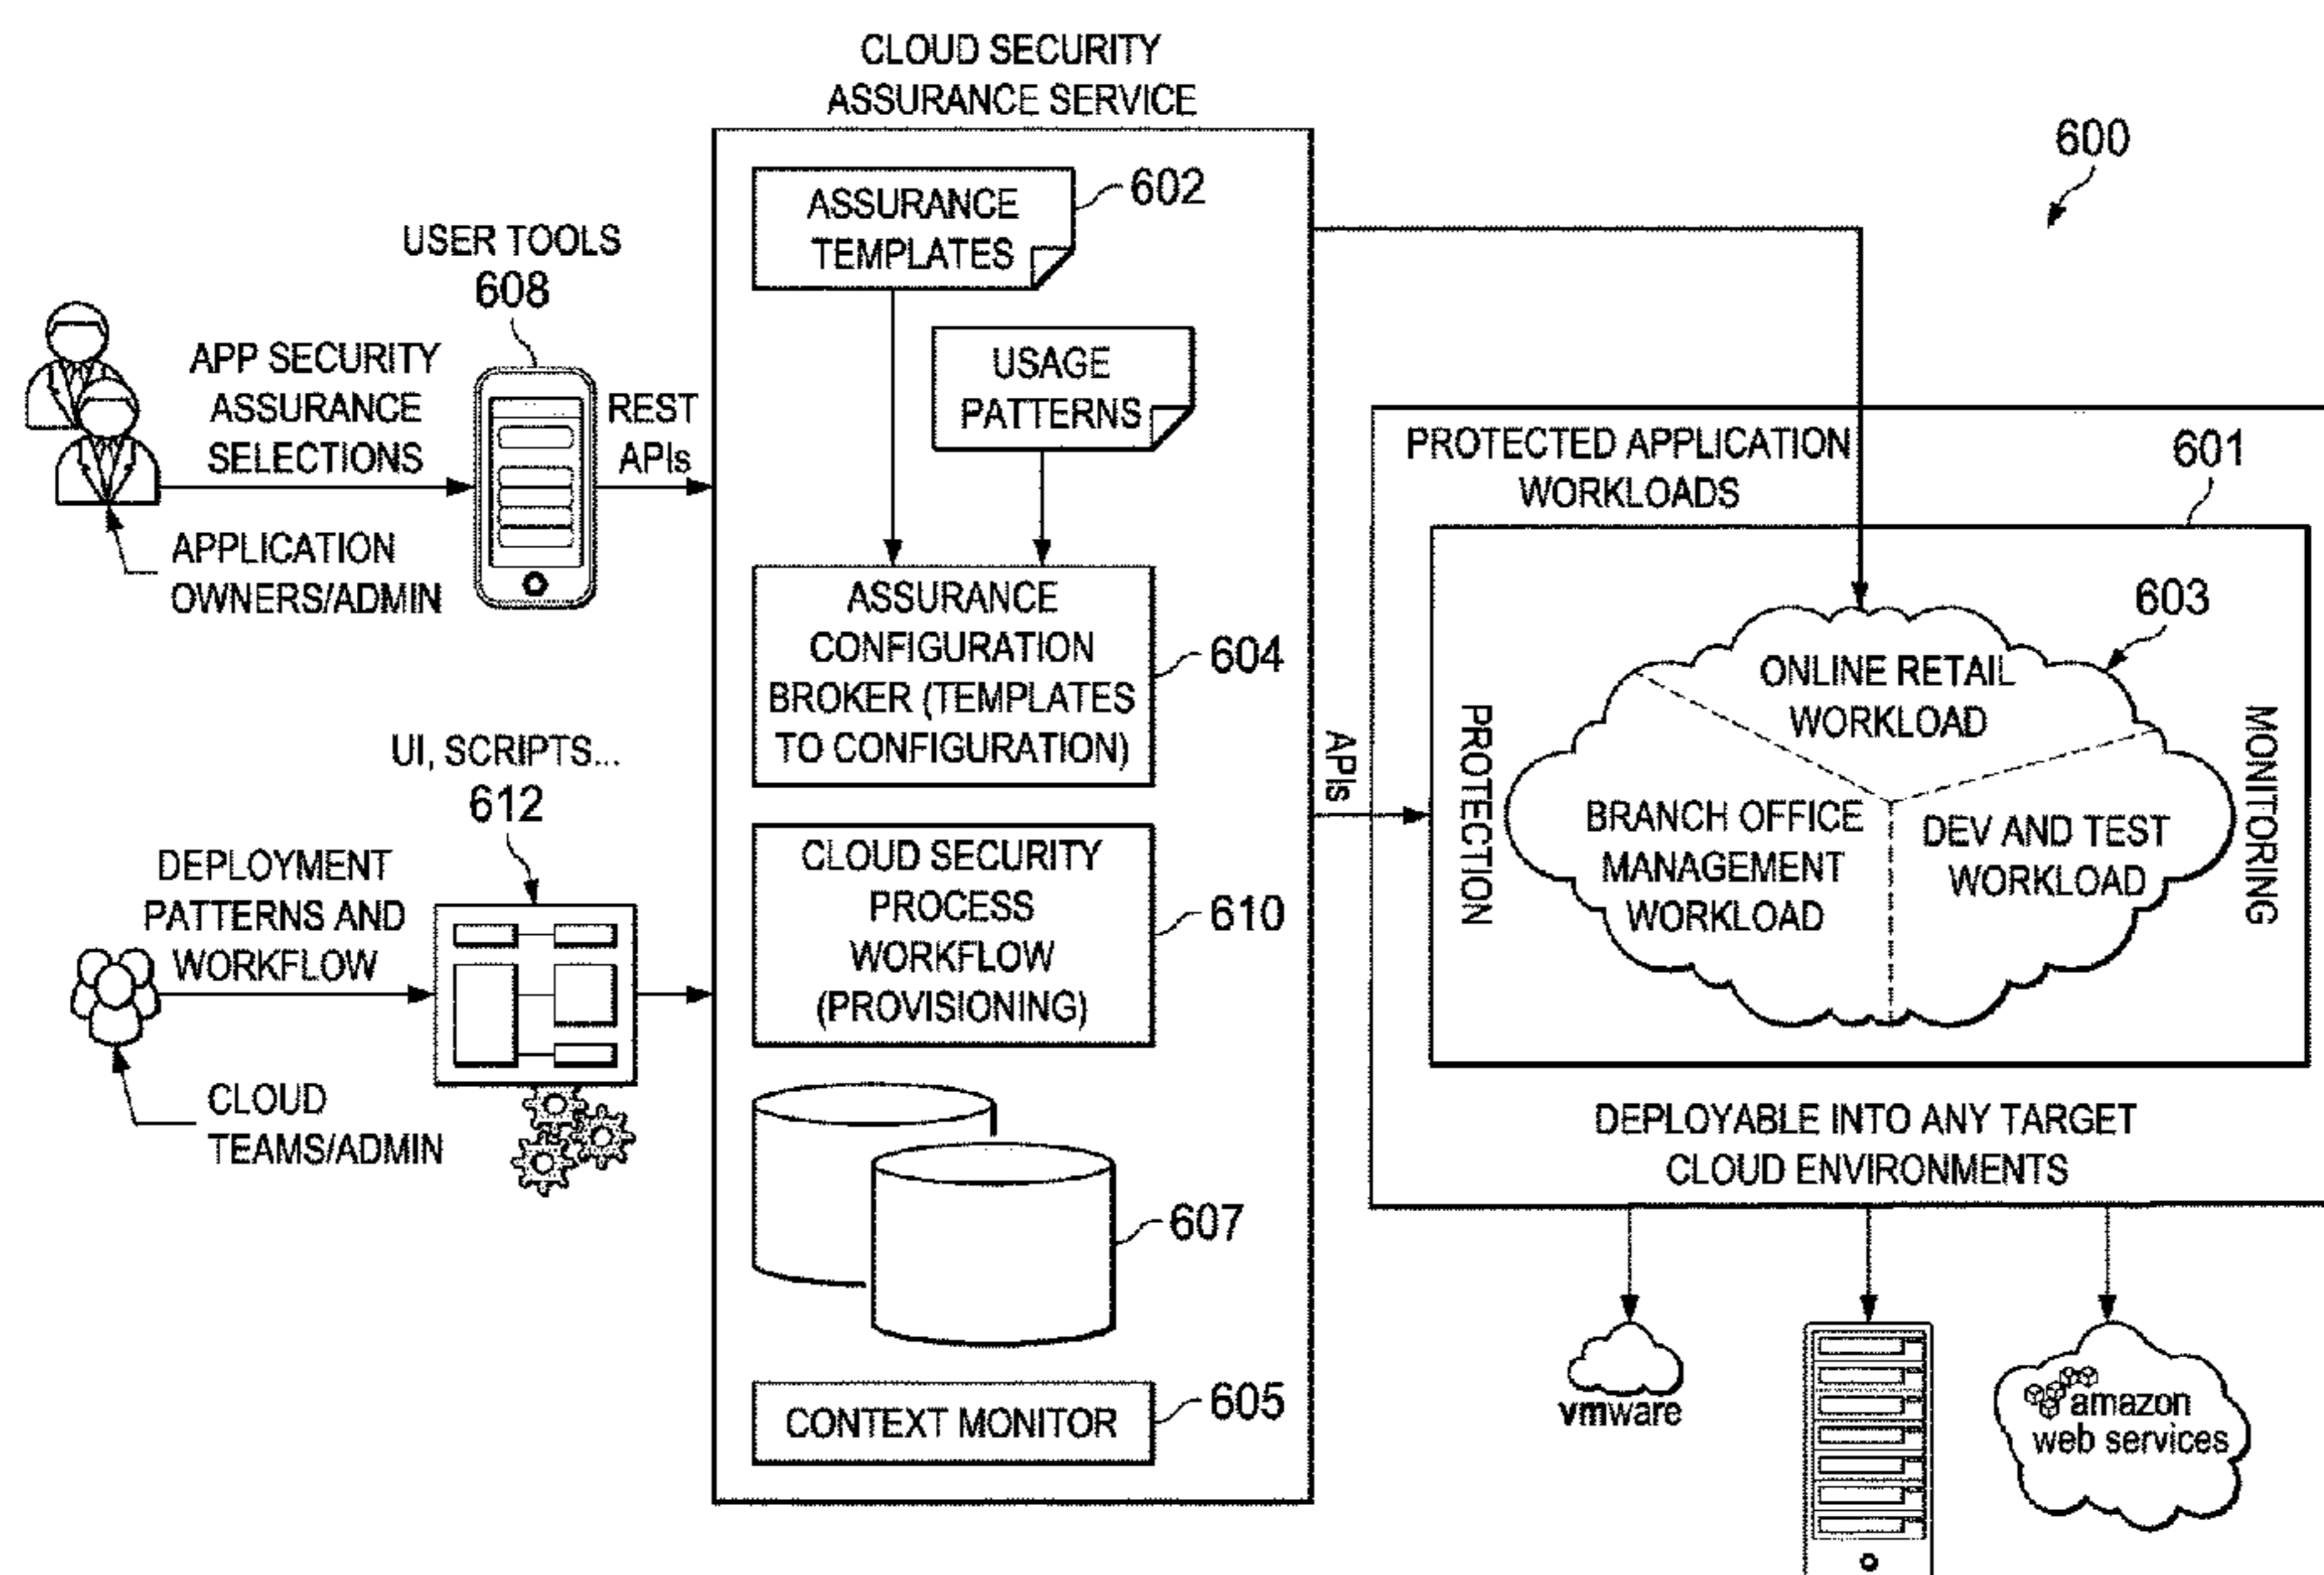 CLOUD SECURITY
ASSURANCE SERVICE
600
ASSURANCE
TEMPLATES
602
USER TOOLS
608
USAGE
PATTERNS
APP SECURITY
ASSURANCE
SELECTIONS
REST
APIs
APPLICATION
OWNERS/ADMIN
PROTECTED APPLICATION
WORKLOADS
601
ASSURANCE
CONFIGURATION
BROKER (TEMPLATES
TO CONFIGURATION)
604
603
ONLINE RETAIL
WORKLOAD
PROTECTION
MONITORING
APIs
BRANCH OFFICE
MANAGEMENT
WORKLOAD
DEV AND TEST
WORKLOAD
UI, SCRIPTS...
612
DEPLOYMENT
PATTERNS AND
WORKFLOW
CLOUD SECURITY
PROCESS
WORKFLOW
(PROVISIONING)
610
CLOUD
TEAMS/ADMIN
607
DEPLOYABLE INTO ANY TARGET
CLOUD ENVIRONMENTS
CONTEXT MONITOR
605
vmware
amazon
web services